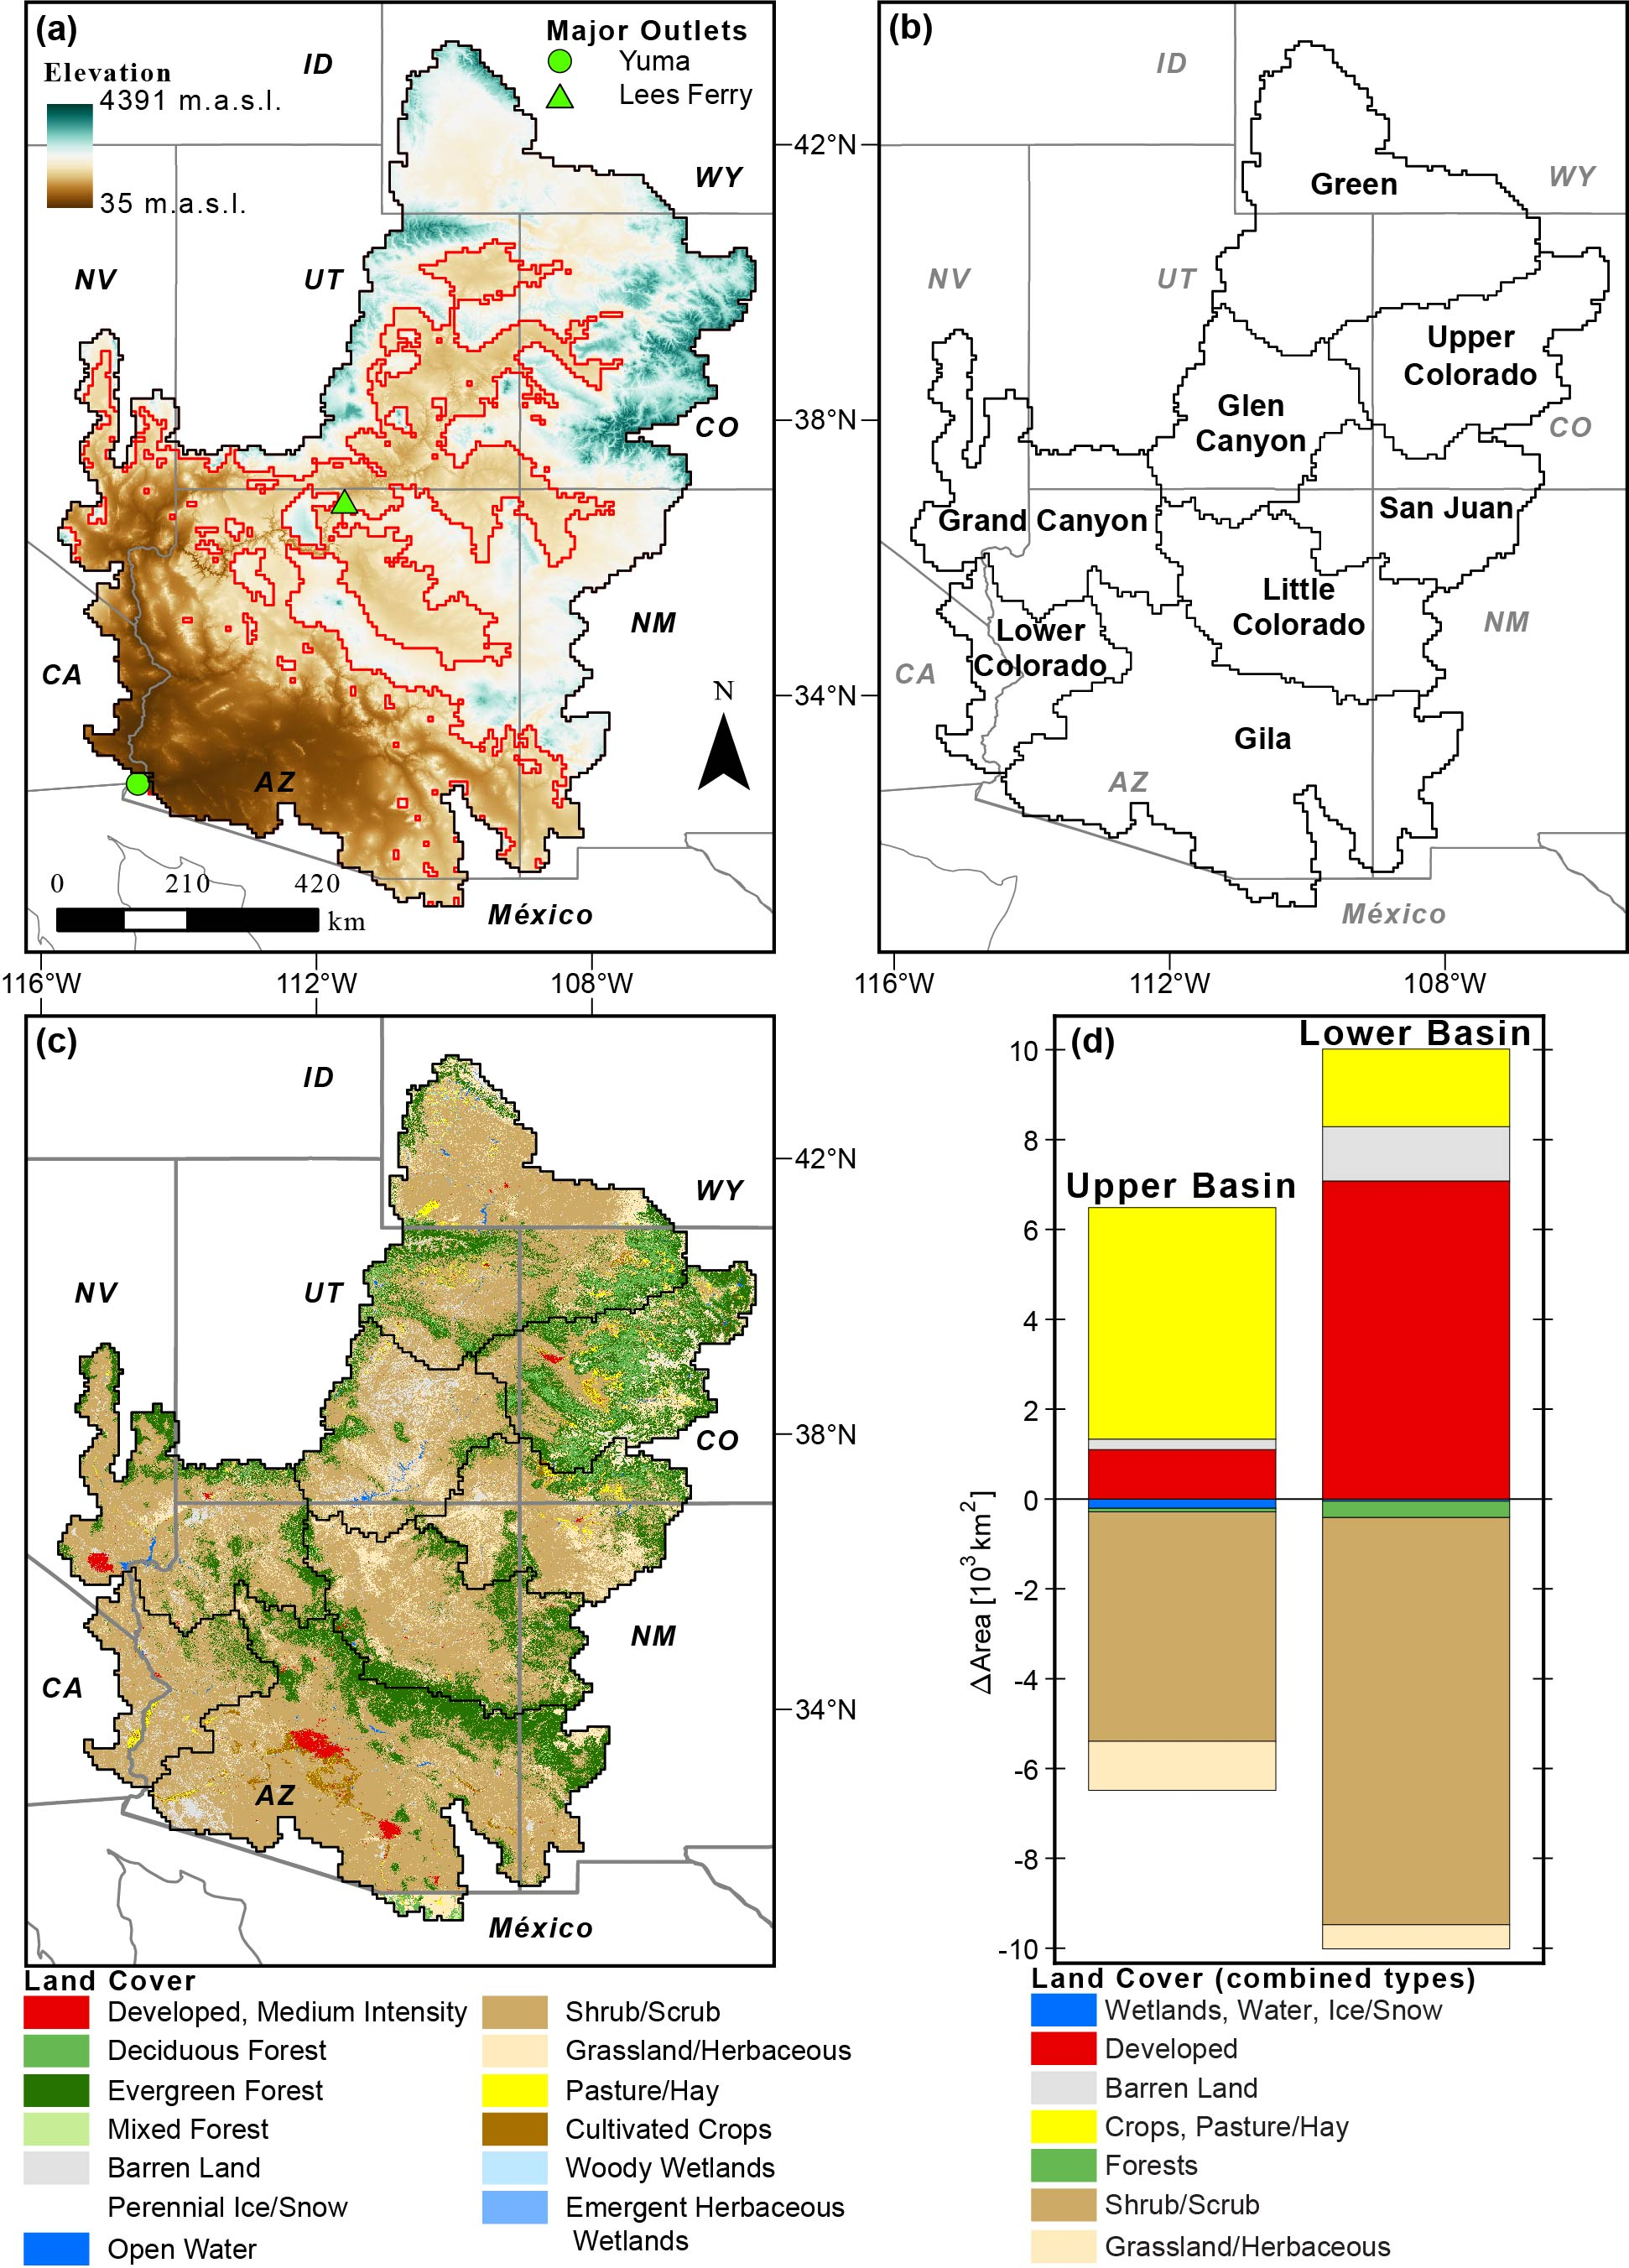 (a)
ID
Major Outlets
Yuma
Lees Ferry
Elevation
4391 m.a.s.l.
35 m.a.s.l.
WY
NV
UT
CO
NM
CA
N
AZ
0 210 420
km
México
116°W 112°W 108°W
42°N
38°N
34°N
(b)
ID
WY
Green
NV
UT
Upper
Colorado
Glen
Canyon
CO
San Juan
Grand Canyon
Little
Colorado
NM
Lower
Colorado
CA
Gila
AZ
México
116°W 112°W 108°W
(c)
ID
WY
NV
UT
CO
NM
CA
AZ
México
42°N
38°N
34°N
Land Cover
Developed, Medium Intensity
Deciduous Forest
Evergreen Forest
Mixed Forest
Barren Land
Perennial Ice/Snow
Open Water
Shrub/Scrub
Grassland/Herbaceous
Pasture/Hay
Cultivated Crops
Woody Wetlands
Emergent Herbaceous
Wetlands
(d)
Lower Basin
Upper Basin
10
8
6
4
2
0
-2
-4
-6
-8
-10
ΔArea [10³ km²]
Land Cover (combined types)
Wetlands, Water, Ice/Snow
Developed
Barren Land
Crops, Pasture/Hay
Forests
Shrub/Scrub
Grassland/Herbaceous